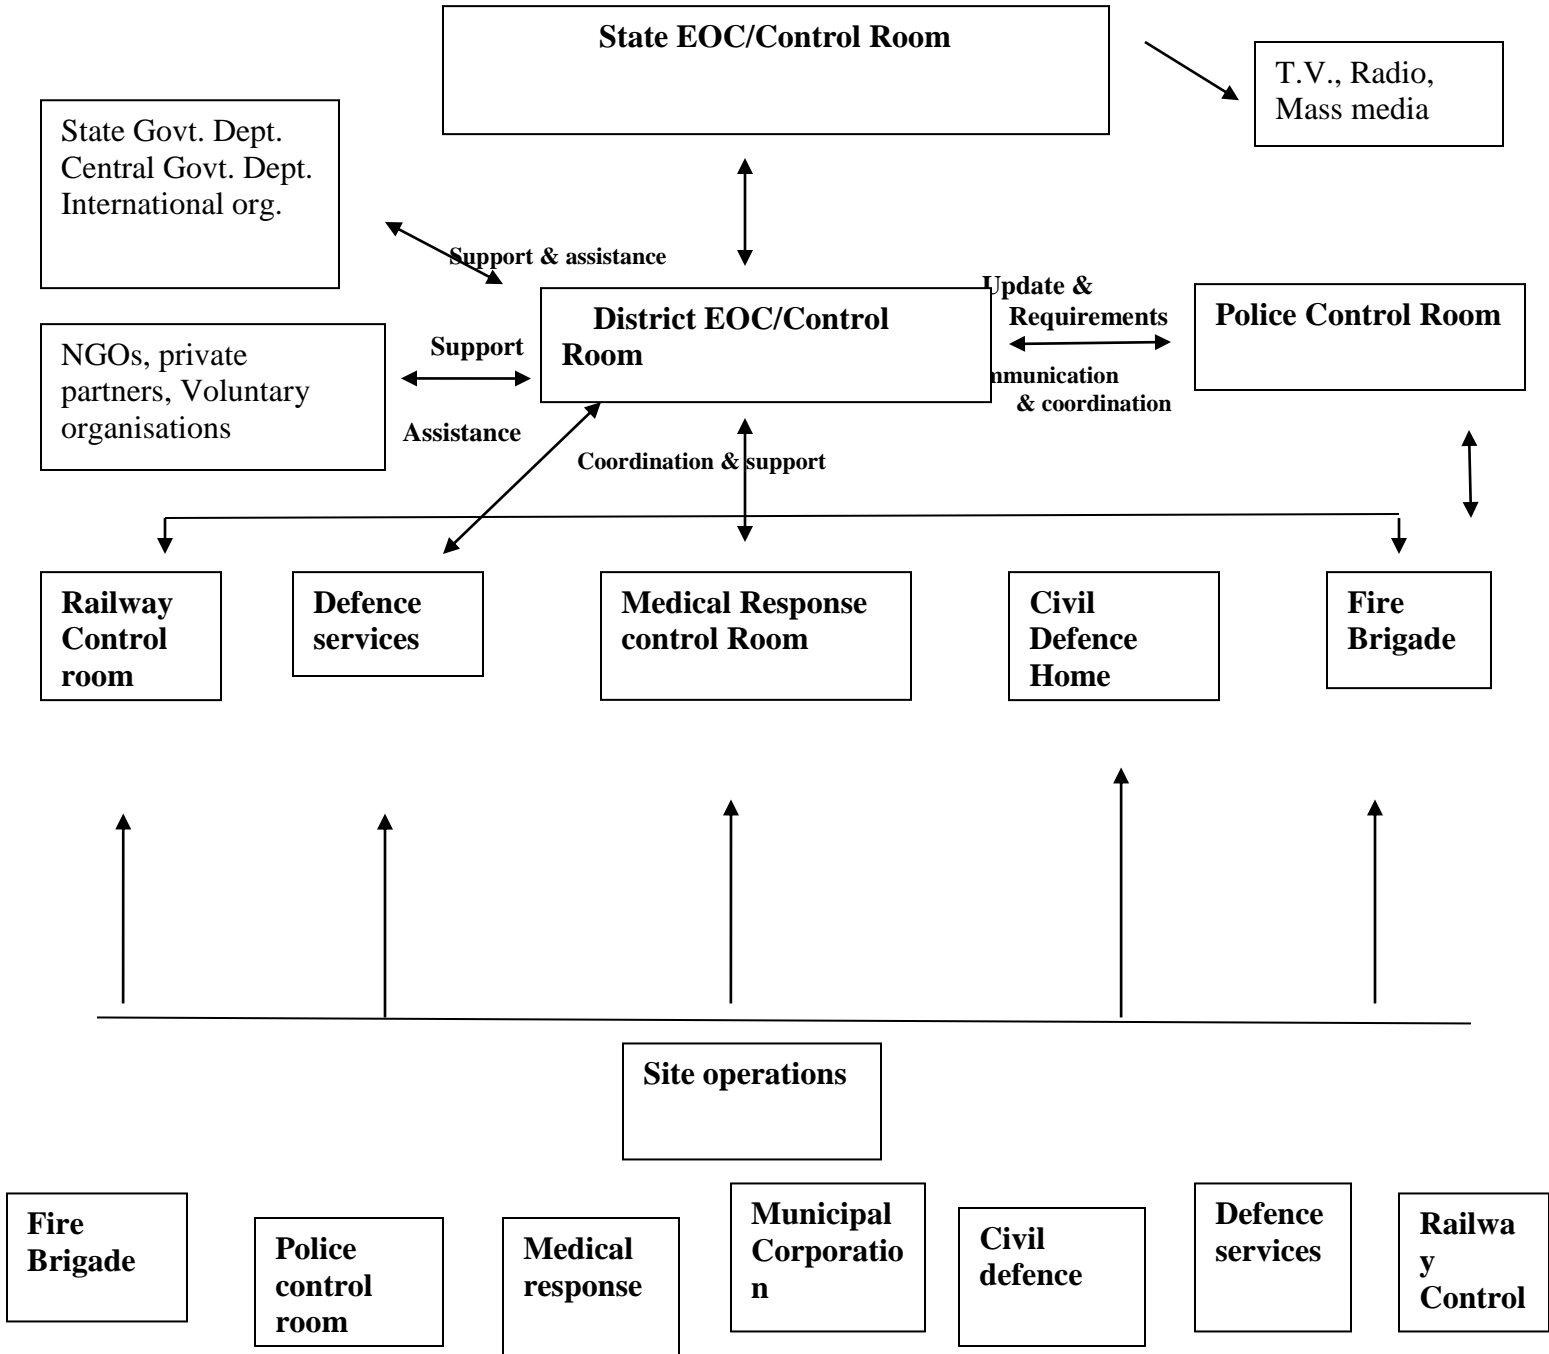 State EOC/Control Room
T.V., Radio,
Mass media
State Govt. Dept.
Central Govt. Dept.
International org.
Support & assistance
Update &
Requirements
District EOC/Control
Room
Police Control Room
NGOs, private
partners, Voluntary
organisations
Support
Assistance
mmunication
& coordination
Coordination & support
Railway
Control
room
Defence
services
Medical Response
control Room
Civil
Defence
Home
Fire
Brigade
Site operations
Fire
Brigade
Police
control
room
Medical
response
Municipal
Corporatio
n
Civil
defence
Defence
services
Railwa
y
Control